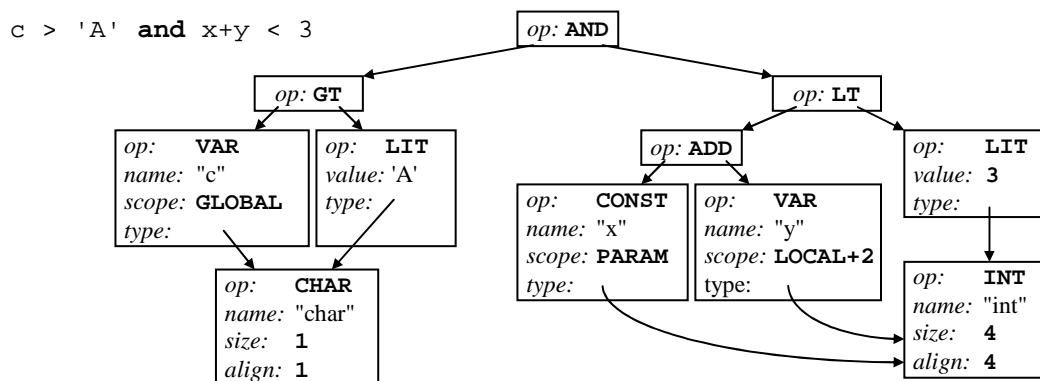 c > 'A' and x+y < 3
op: AND
op: GT
op: LT
op: VAR
name: "c"
scope: GLOBAL
type:
op: LIT
value: 'A'
type:
op: ADD
op: LIT
value: 3
type:
op: CONST
name: "x"
scope: PARAM
type:
op: VAR
name: "y"
scope: LOCAL+2
type:
op: CHAR
name: "char"
size: 1
align: 1
op: INT
name: "int"
size: 4
align: 4